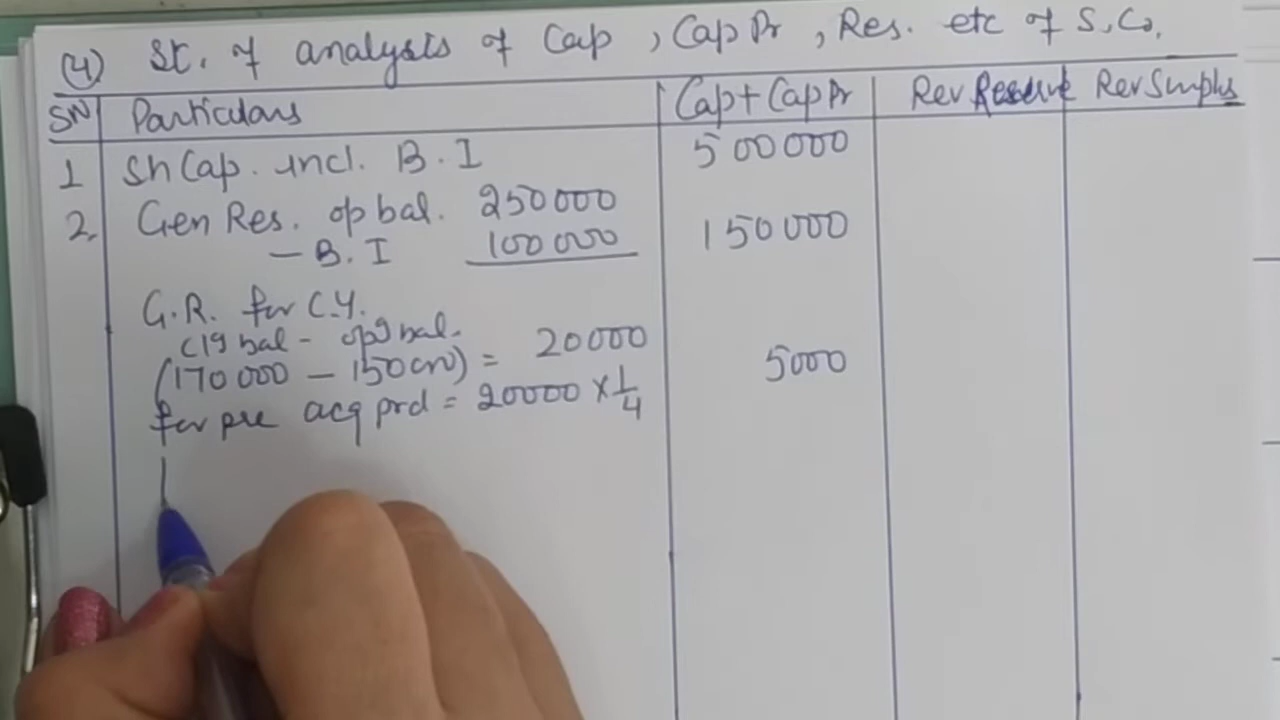 (4) St. of analysis of Cap, Cap Pr, Res. etc of S. Co.
SN Particulars Cap + Cap Pr Rev Reserve Rev Surplus
1 Sh Cap. incl. B.I 500000
2. Gen Res. op bal. 250000
- B.I 100000 150000
G.R. for C.Y.
clg bal - opg bal.
(170000 - 150000) = 20000 5000
for pre acq prd = 20000 × 1/4